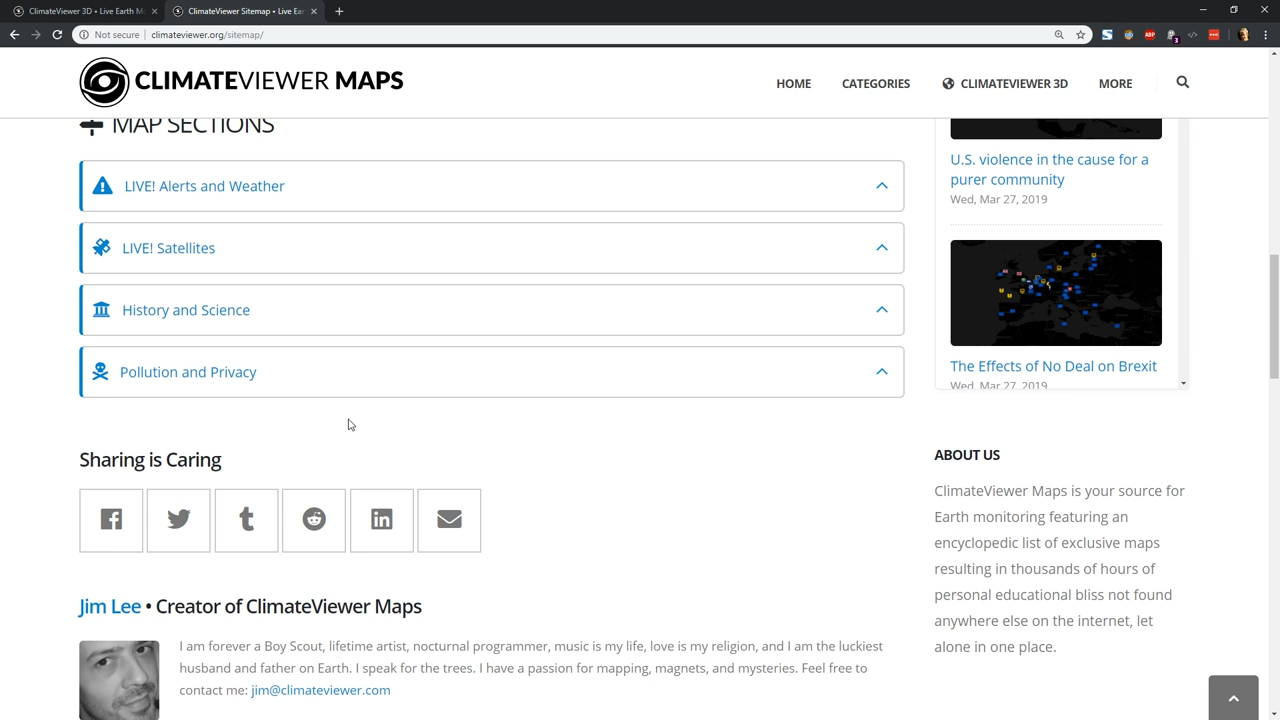 ClimateViewer 3D • Live Earth M
ClimateViewer Sitemap • Live Ea
Not secure
climateviewer.org/sitemap/
ABP
3
CLIMATEVIEWER MAPS
HOME
CATEGORIES
CLIMATEVIEWER 3D
MORE
MAP SECTIONS
LIVE! Alerts and Weather
LIVE! Satellites
History and Science
Pollution and Privacy
Sharing is Caring
Jim Lee • Creator of ClimateViewer Maps
I am forever a Boy Scout, lifetime artist, nocturnal programmer, music is my life, love is my religion, and I am the luckiest
husband and father on Earth. I speak for the trees. I have a passion for mapping, magnets, and mysteries. Feel free to
contact me: jim@climateviewer.com
U.S. violence in the cause for a
purer community
Wed, Mar 27, 2019
The Effects of No Deal on Brexit
Wed, Mar 27, 2019
ABOUT US
ClimateViewer Maps is your source for
Earth monitoring featuring an
encyclopedic list of exclusive maps
resulting in thousands of hours of
personal educational bliss not found
anywhere else on the internet, let
alone in one place.